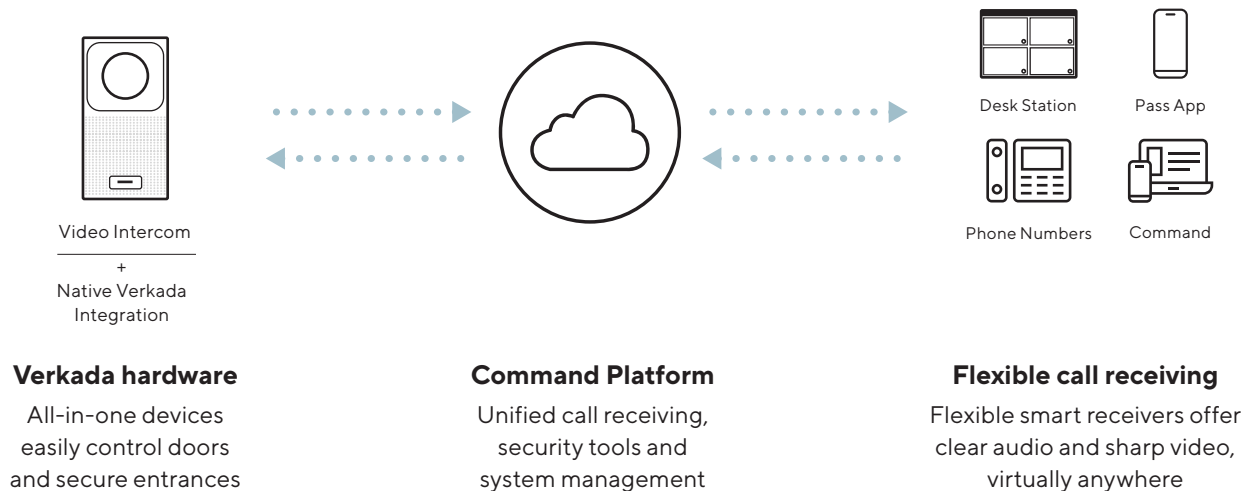 Desk Station
Pass App
Phone Numbers
Command
Video Intercom
+
Native Verkada
Integration
Verkada hardware
All-in-one devices
easily control doors
and secure entrances
Command Platform
Unified call receiving,
security tools and
system management
Flexible call receiving
Flexible smart receivers offer
clear audio and sharp video,
virtually anywhere